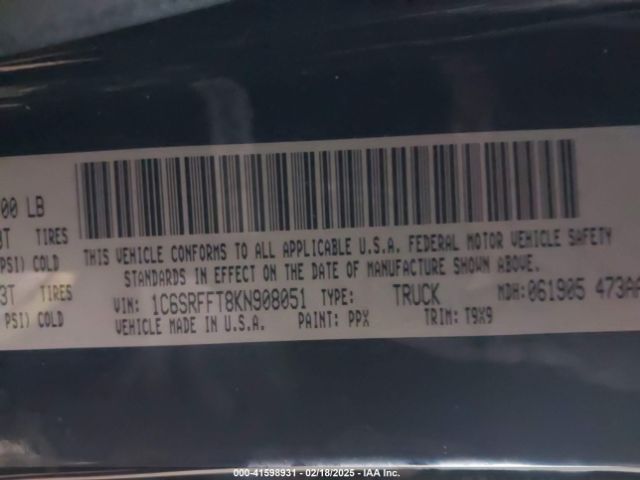 00 LB
TIRES
PSI) COLD
THIS VEHICLE CONFORMS TO ALL APPLICABLE U.S.A. FEDERAL MOTOR VEHICLE SAFETY
STANDARDS IN EFFECT ON THE DATE OF MANUFACTURE SHOWN ABOVE.
3T TIRES
VIN: 1C6SRFFT8KN908051 TYPE: TRUCK MDH: 061905 473AA
PSI) COLD
VEHICLE MADE IN U.S.A. PAINT: PPX TRIM: T9X9
000-41598931 - 02/18/2025 - IAA Inc.